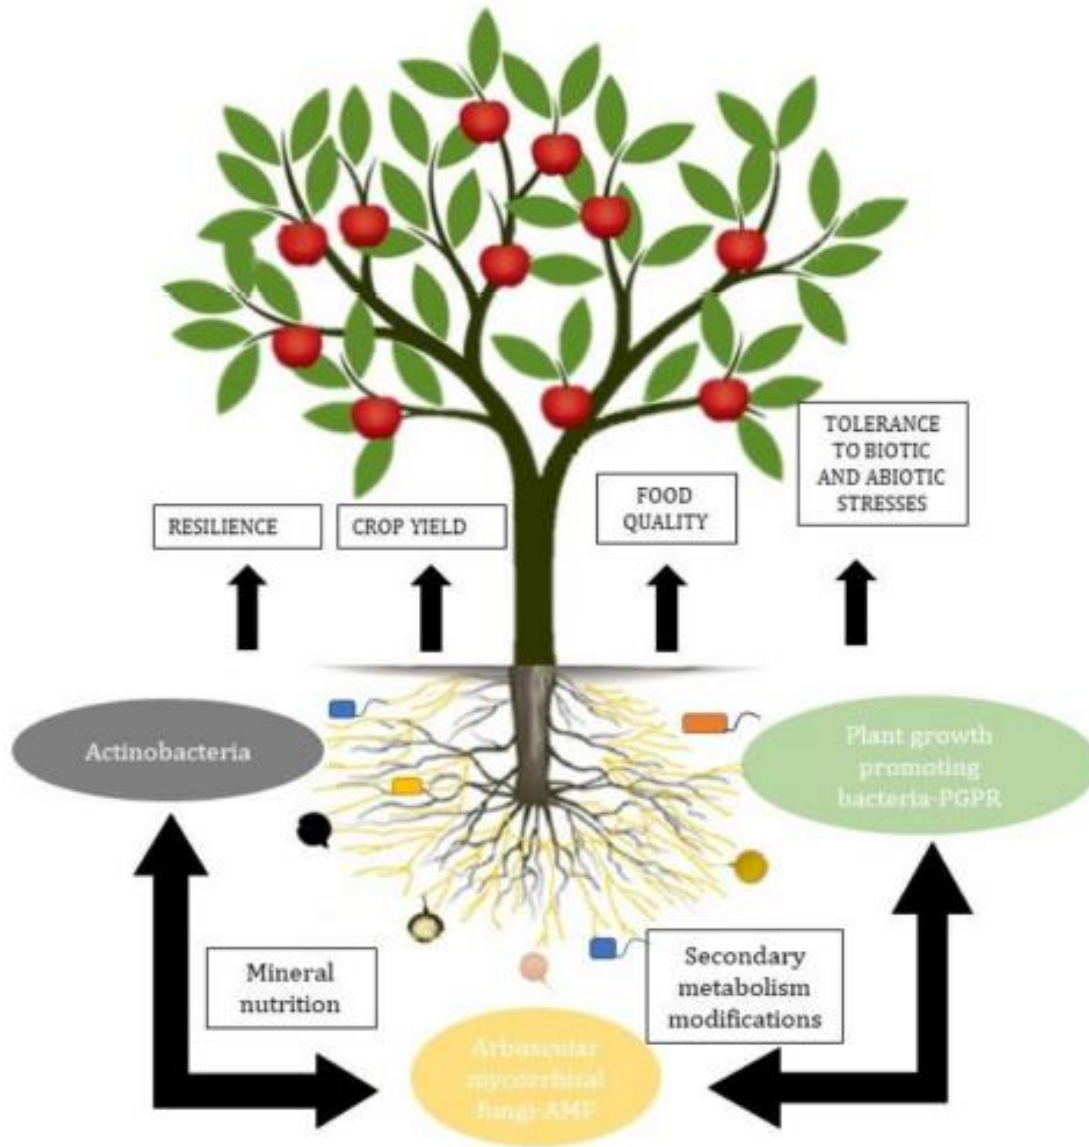 TOLERANCE
TO BIOTIC
AND ABIOTIC
STRESSES
RESILIENCE
CROP YIELD
FOOD
QUALITY
Actinobacteria
Plant growth
promoting
bacteria-PGPR
Mineral
nutrition
Secondary
metabolism
modifications
Arbuscular
mycorrhizal
fungi-AMF